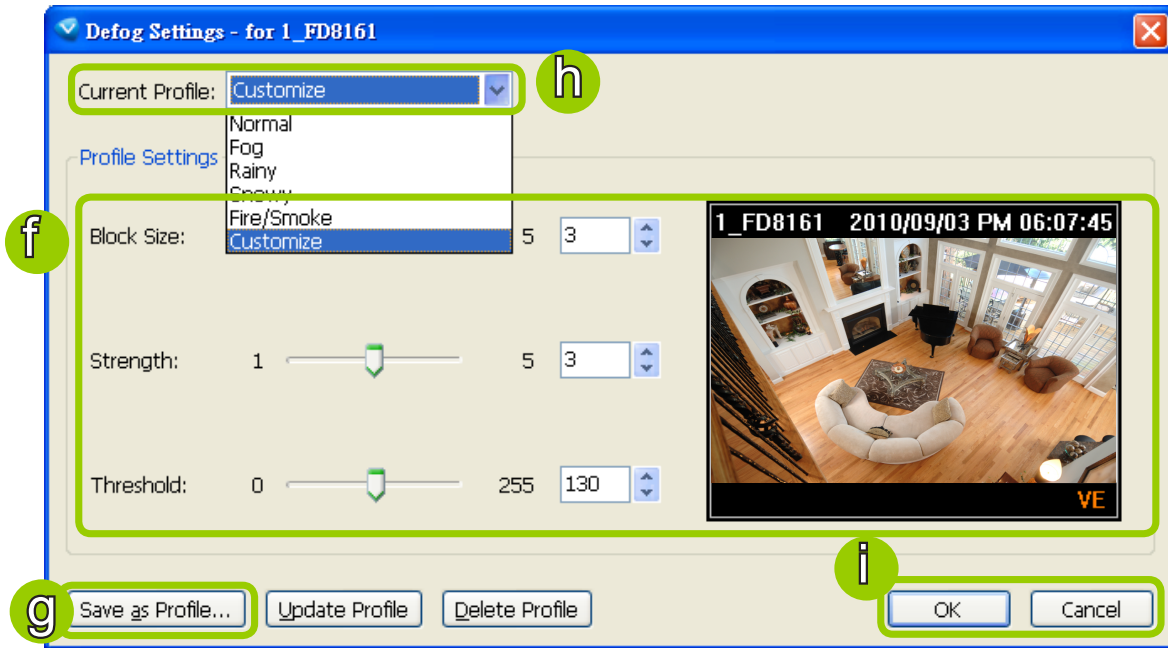 Defog Settings - for 1_FD8161
Current Profile: Customize
h
Normal
Fog
Profile Settings
Rainy
Snowy
Fire/Smoke
Customize
f
Block Size: 5 3
1_FD8161 2010/09/03 PM 06:07:45
Strength: 1 5 3
Threshold: 0 255 130
VE
i
g
Save as Profile... Update Profile Delete Profile OK Cancel